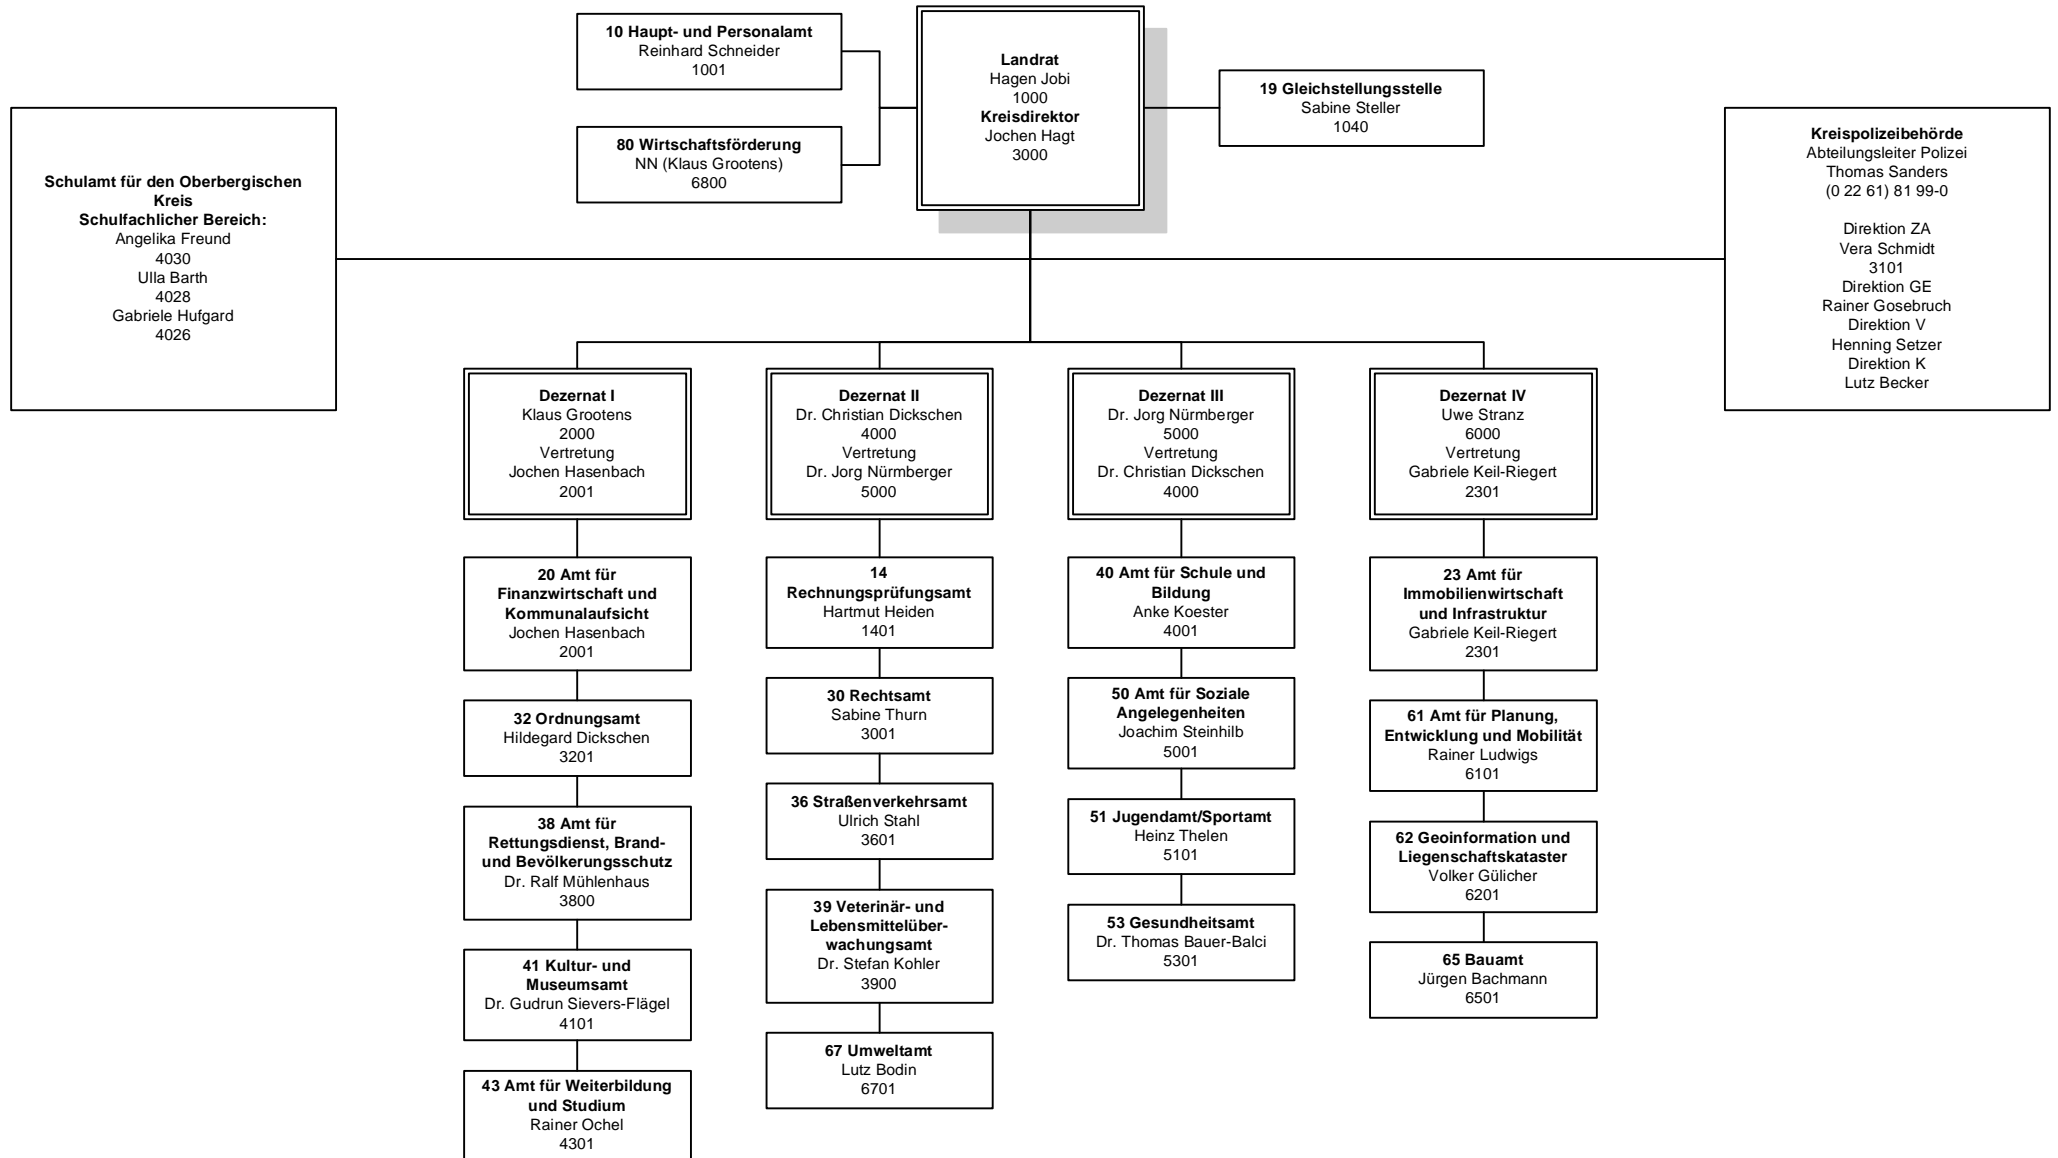 10 Haupt- und Personalamt
Reinhard Schneider
1001
80 Wirtschaftsförderung
NN (Klaus Grootens)
6800
Landrat
Hagen Jobi
1000
Kreisdirektor
Jochen Hagt
3000
19 Gleichstellungsstelle
Sabine Steller
1040
Schulamt für den Oberbergischen
Kreis
Schulfachlicher Bereich:
Angelika Freund
4030
Ulla Barth
4028
Gabriele Hufgard
4026
Kreispolizeibehörde
Abteilungsleiter Polizei
Thomas Sanders
(0 22 61) 81 99-0
Direktion ZA
Vera Schmidt
3101
Direktion GE
Rainer Gosebruch
Direktion V
Henning Setzer
Direktion K
Lutz Becker
Dezernat I
Klaus Grootens
2000
Vertretung
Jochen Hasenbach
2001
20 Amt für
Finanzwirtschaft und
Kommunalaufsicht
Jochen Hasenbach
2001
32 Ordnungsamt
Hildegard Dickschen
3201
38 Amt für
Rettungsdienst, Brand-
und Bevölkerungsschutz
Dr. Ralf Mühlenhaus
3800
41 Kultur- und
Museumsamt
Dr. Gudrun Sievers-Flägel
4101
43 Amt für Weiterbildung
und Studium
Rainer Ochel
4301
Dezernat II
Dr. Christian Dickschen
4000
Vertretung
Dr. Jorg Nürmberger
5000
14
Rechnungsprüfungsamt
Hartmut Heiden
1401
30 Rechtsamt
Sabine Thurn
3001
36 Straßenverkehrsamt
Ulrich Stahl
3601
39 Veterinär- und
Lebensmittelüber-
wachungsamt
Dr. Stefan Kohler
3900
67 Umweltamt
Lutz Bodin
6701
Dezernat III
Dr. Jorg Nürmberger
5000
Vertretung
Dr. Christian Dickschen
4000
40 Amt für Schule und
Bildung
Anke Koester
4001
50 Amt für Soziale
Angelegenheiten
Joachim Steinhilb
5001
51 Jugendamt/Sportamt
Heinz Thelen
5101
53 Gesundheitsamt
Dr. Thomas Bauer-Balci
5301
Dezernat IV
Uwe Stranz
6000
Vertretung
Gabriele Keil-Riegert
2301
23 Amt für
Immobilienwirtschaft
und Infrastruktur
Gabriele Keil-Riegert
2301
61 Amt für Planung,
Entwicklung und Mobilität
Rainer Ludwigs
6101
62 Geoinformation und
Liegenschaftskataster
Volker Gülicher
6201
65 Bauamt
Jürgen Bachmann
6501